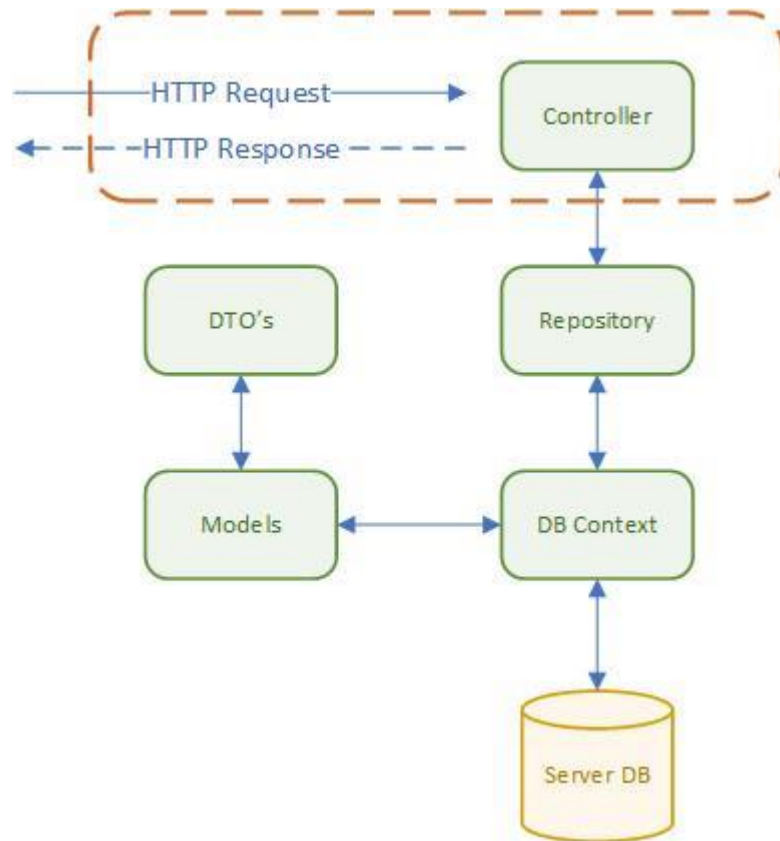 HTTP Request
Controller
HTTP Response
DTO's
Repository
Models
DB Context
Server DB